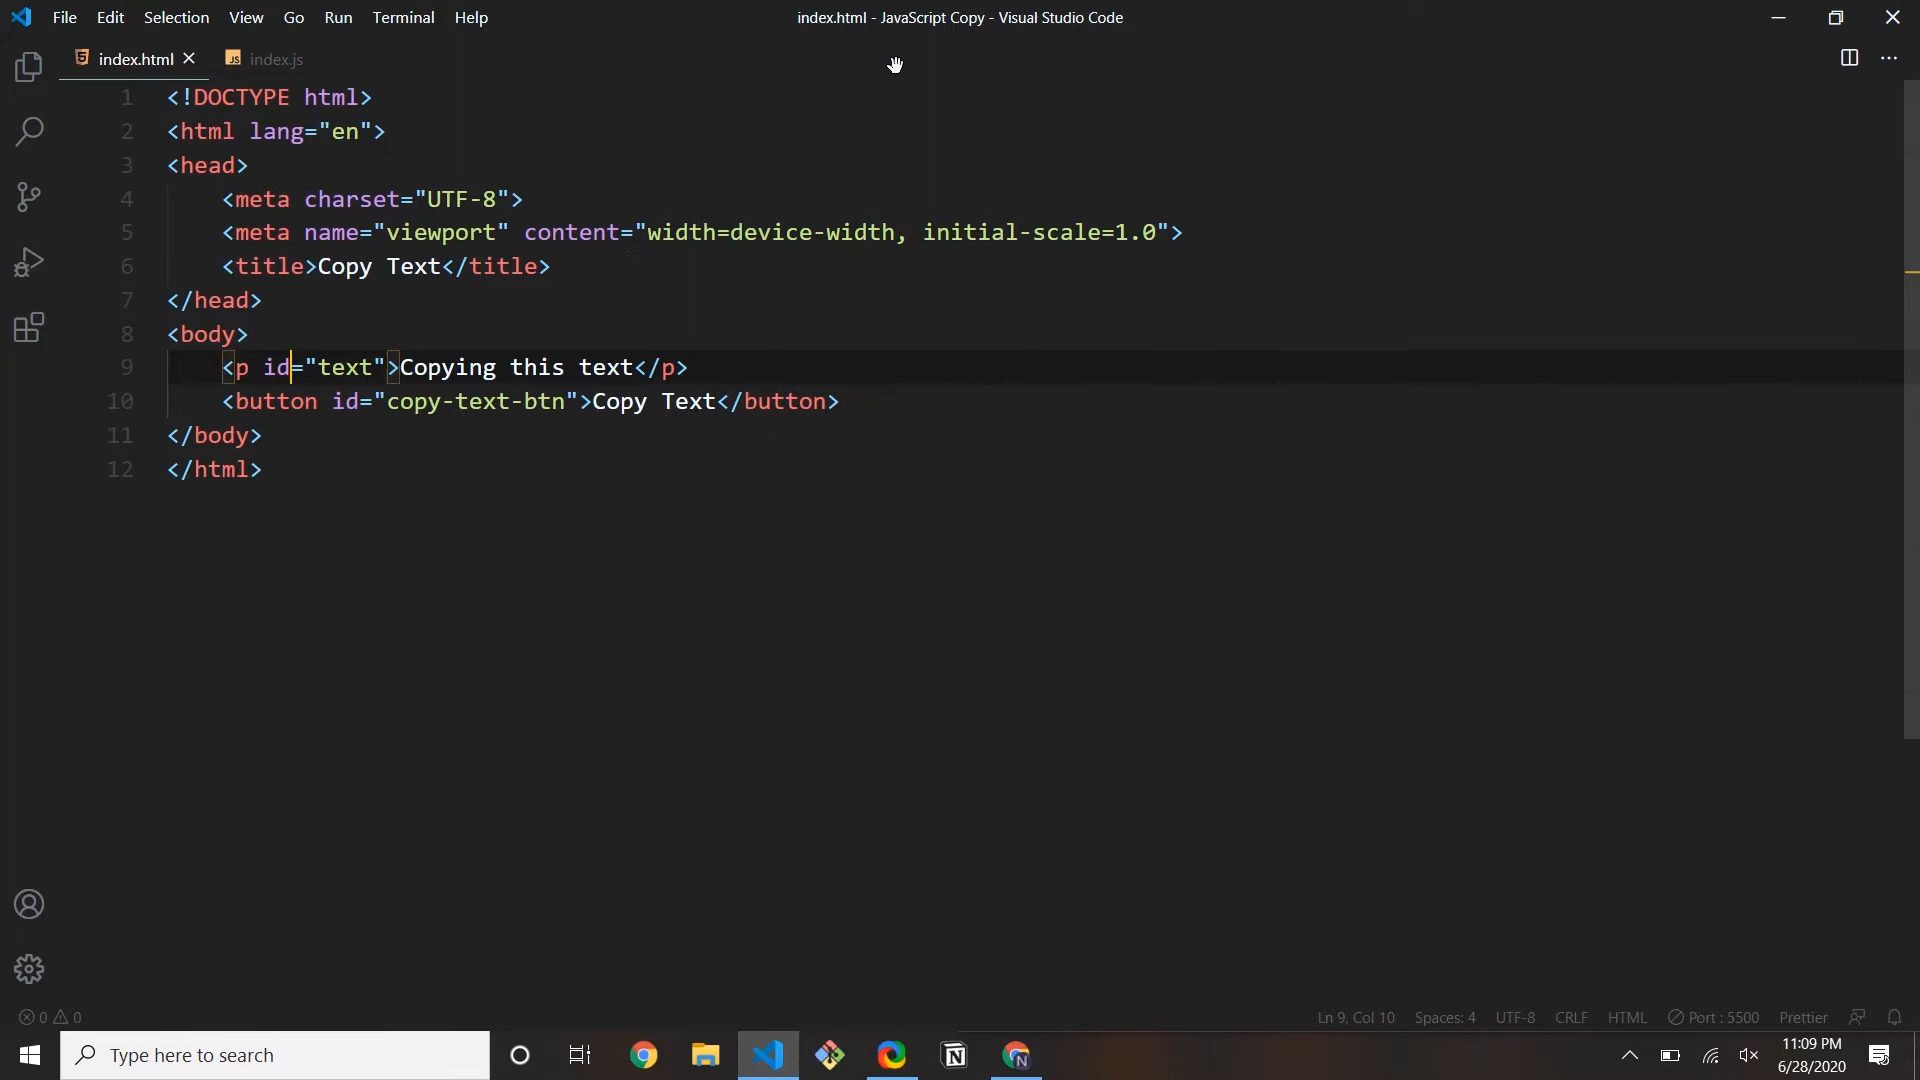 File Edit Selection View Go Run Terminal Help index.html - JavaScript Copy - Visual Studio Code
index.html JS index.js
1 <!DOCTYPE html>
2 <html lang="en">
3 <head>
4 <meta charset="UTF-8">
5 <meta name="viewport" content="width=device-width, initial-scale=1.0">
6 <title>Copy Text</title>
7 </head>
8 <body>
9 <p id="text">Copying this text</p>
10 <button id="copy-text-btn">Copy Text</button>
11 </body>
12 </html>
0 0 Ln 9, Col 10 Spaces: 4 UTF-8 CRLF HTML Port : 5500 Prettier
Type here to search
11:09 PM
6/28/2020